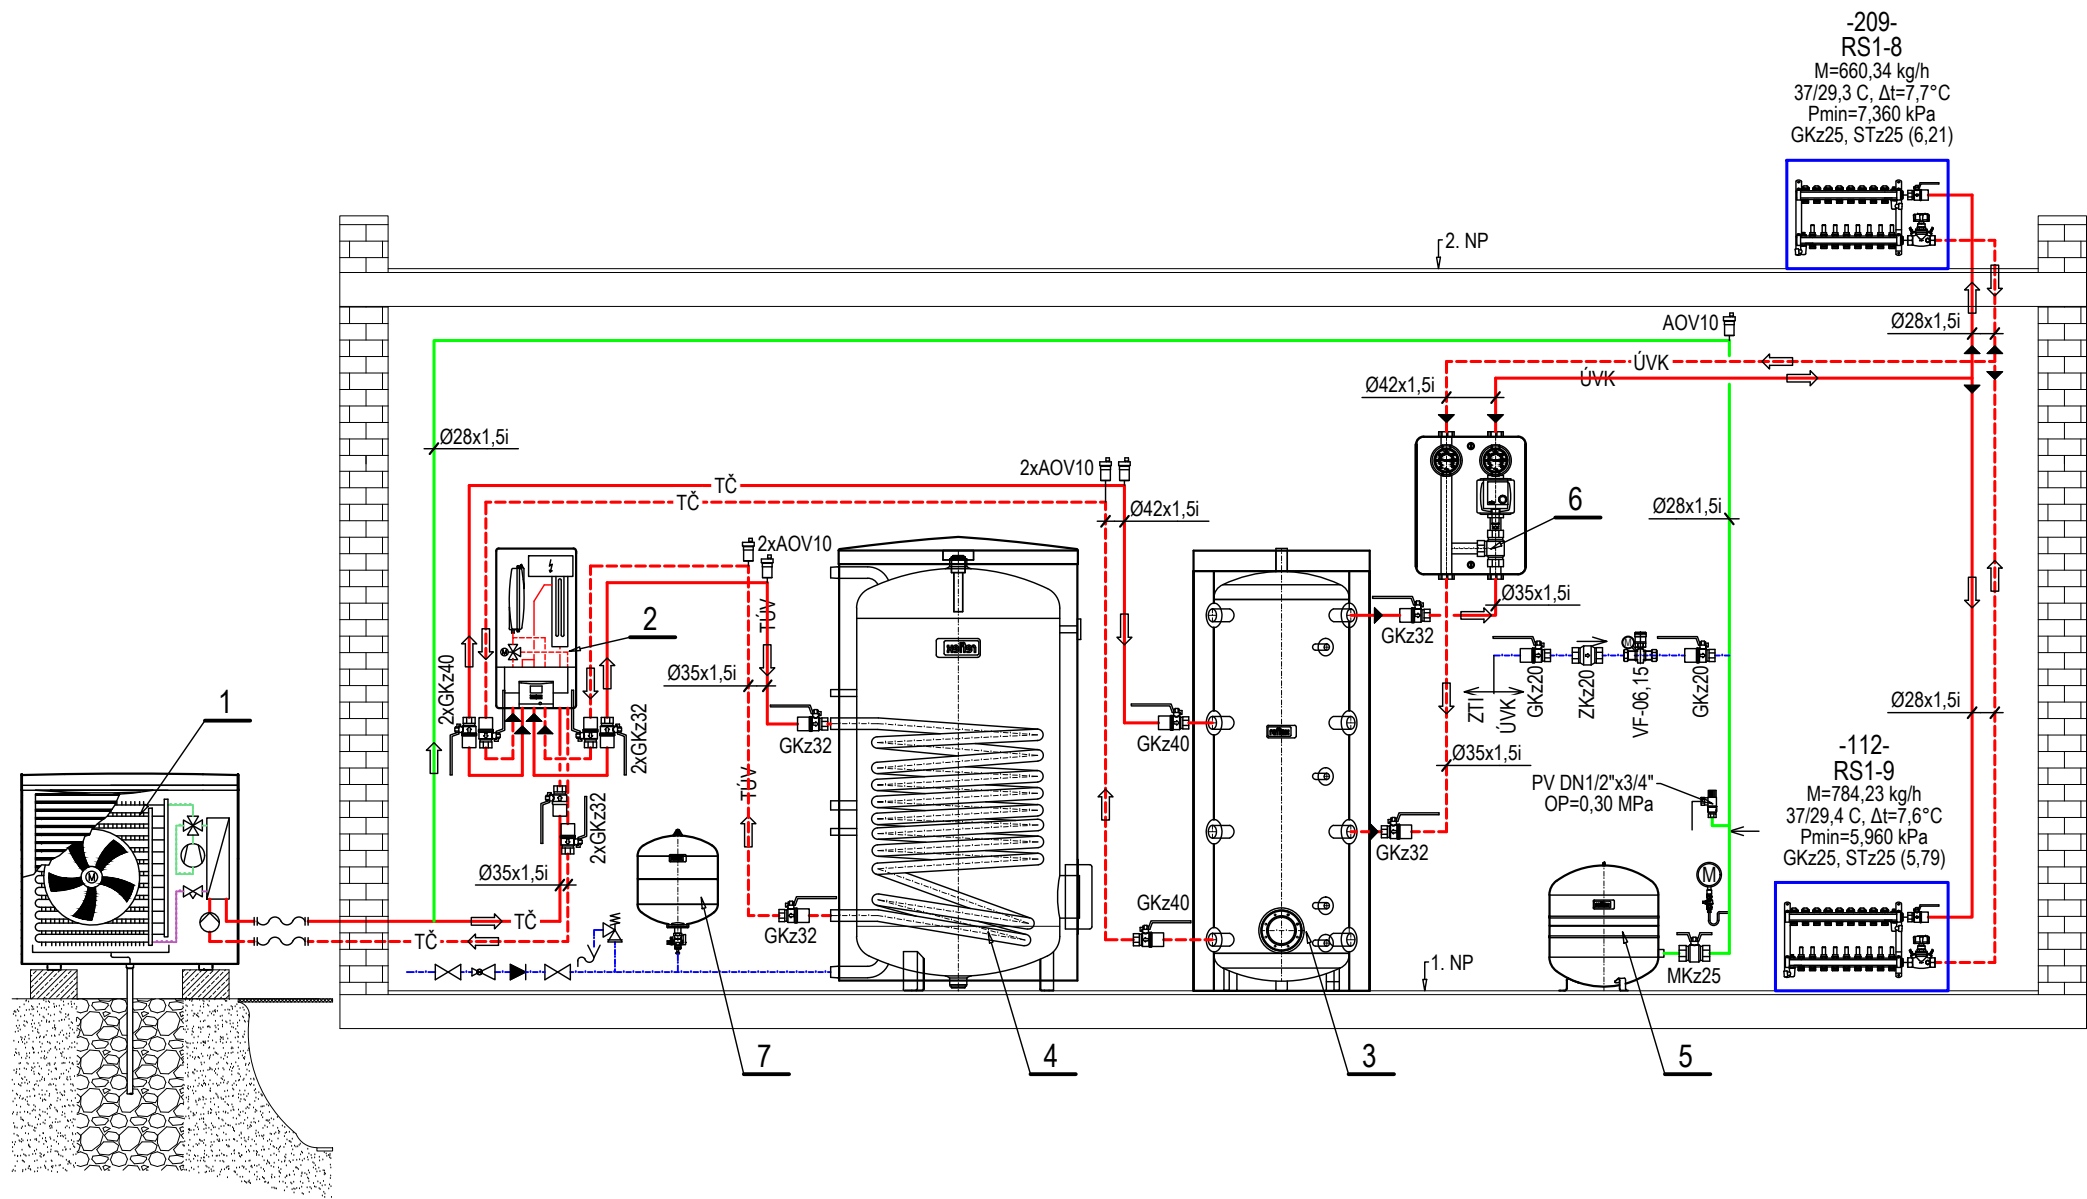 -209-
RS1-8
M=660,34 kg/h
37/29,3 C, Δt=7,7°C
Pmin=7,360 kPa
GKz25, STz25 (6,21)
2. NP
AOV10
Ø28x1,5i
ÚVK
ÚVK
Ø42x1,5i
Ø28x1,5i
2xAOV10
TČ
TČ
Ø42x1,5i
6
Ø28x1,5i
2xAOV10
Ø35x1,5i
2
TÚV
GKz32
2xGKz40
Ø35x1,5i
GKz20
ZKz20
VF-06,15
GKz20
ZTI
ÚVK
1
2xGKz32
GKz32
GKz40
Ø35x1,5i
Ø28x1,5i
TÚV
PV DN1/2"x3/4"
OP=0,30 MPa
-112-
RS1-9
M=784,23 kg/h
37/29,4 C, Δt=7,6°C
Pmin=5,960 kPa
GKz25, STz25 (5,79)
2xGKz32
GKz32
Ø35x1,5i
M
M
M
M
reflex
GKz40
TČ
TČ
GKz32
1. NP
MKz25
7
4
3
5